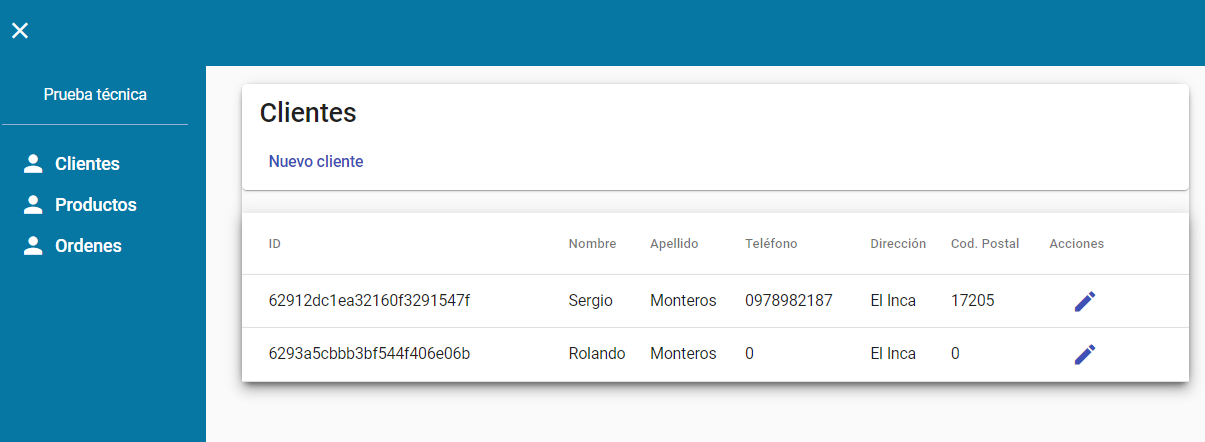 Prueba técnica
Clientes
Productos
Ordenes
Clientes
Nuevo cliente
ID Nombre Apellido Teléfono Dirección Cod. Postal Acciones
62912dc1ea32160f3291547f Sergio Monteros 0978982187 El Inca 17205
6293a5cbbb3bf544f406e06b Rolando Monteros 0 El Inca 0